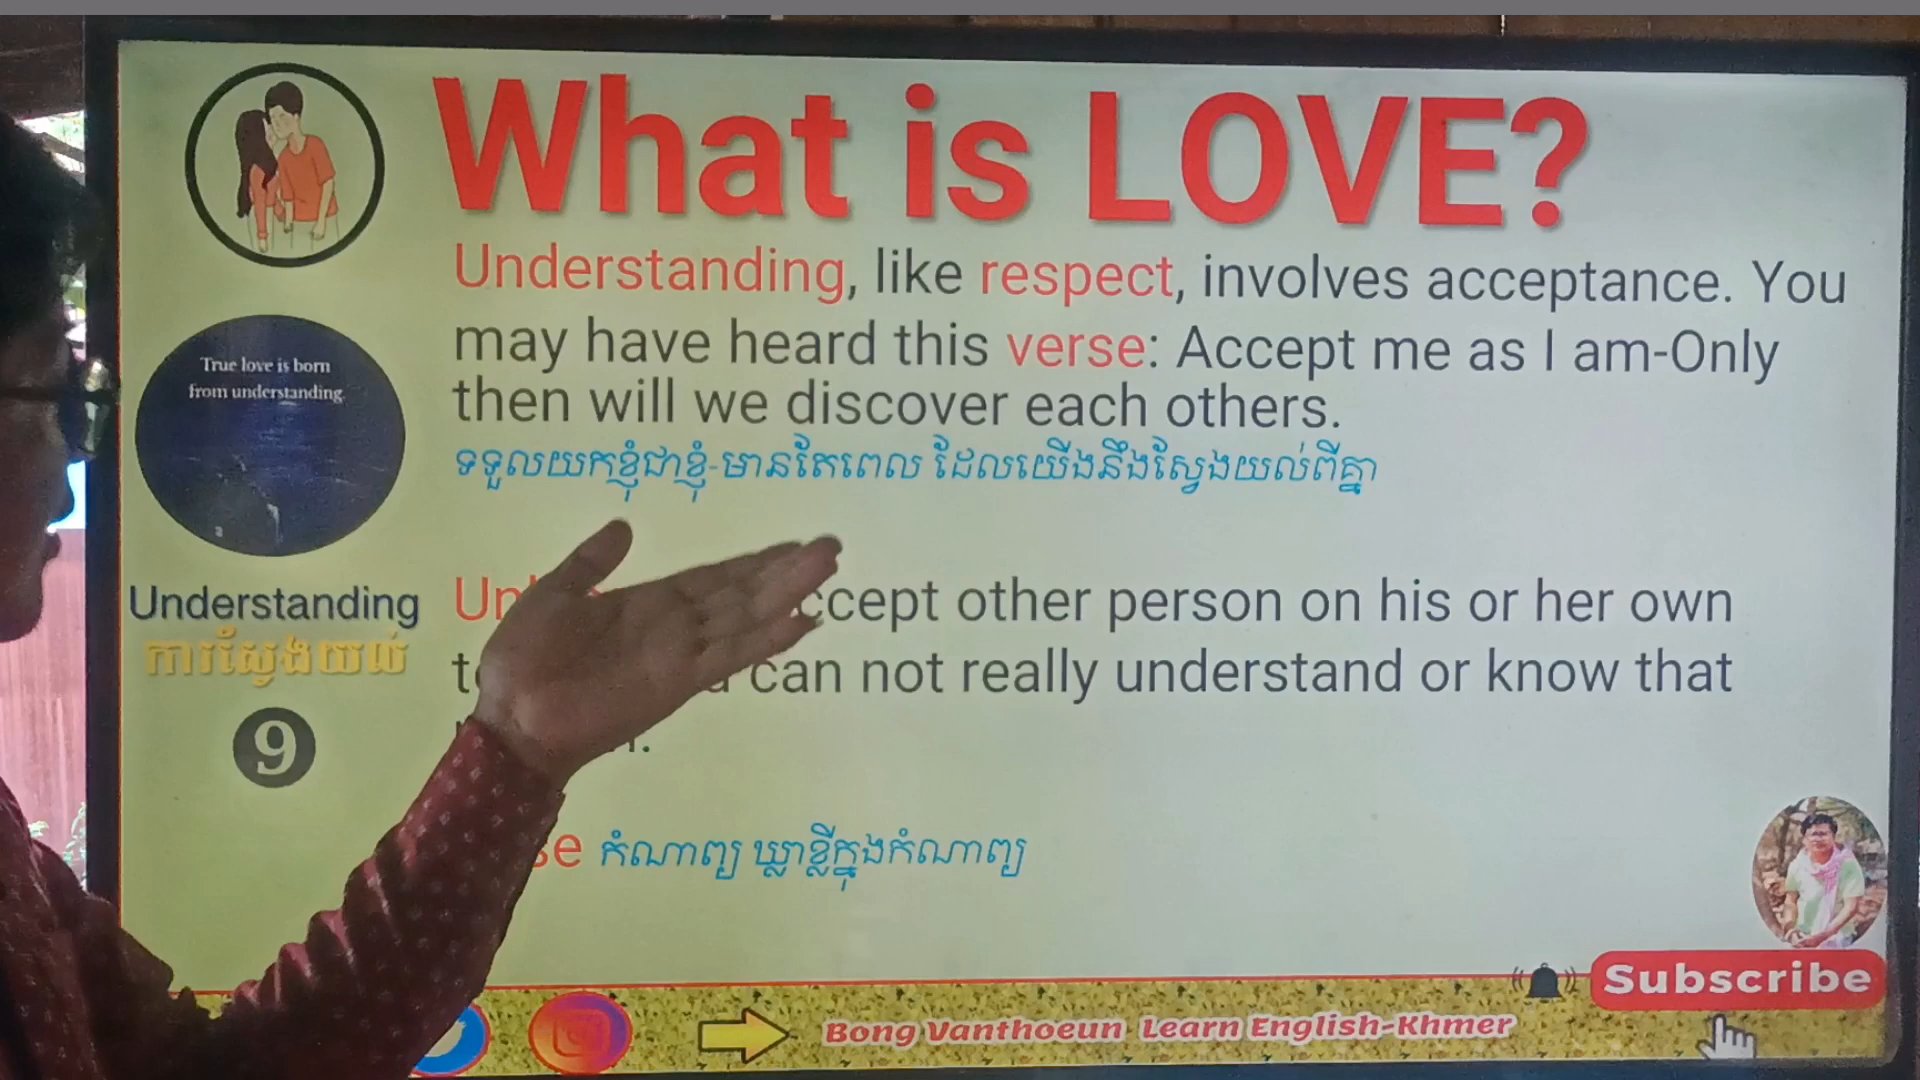 What is LOVE?
Understanding, like respect, involves acceptance. You
may have heard this verse: Accept me as I am-Only
then will we discover each others.
ទទួលយកខ្ញុំជាខ្ញុំ-មានតែពេល ដែលយើងនឹងស្វែងយល់ពីគ្នា
True love is born
from understanding.
Understanding
ការស្វែងយល់
9
accept other person on his or her own
can not really understand or know that
កំណាព្យ ឃ្លាខ្លីក្នុងកំណាព្យ
Subscribe
Bong Vanthoeun Learn English-Khmer